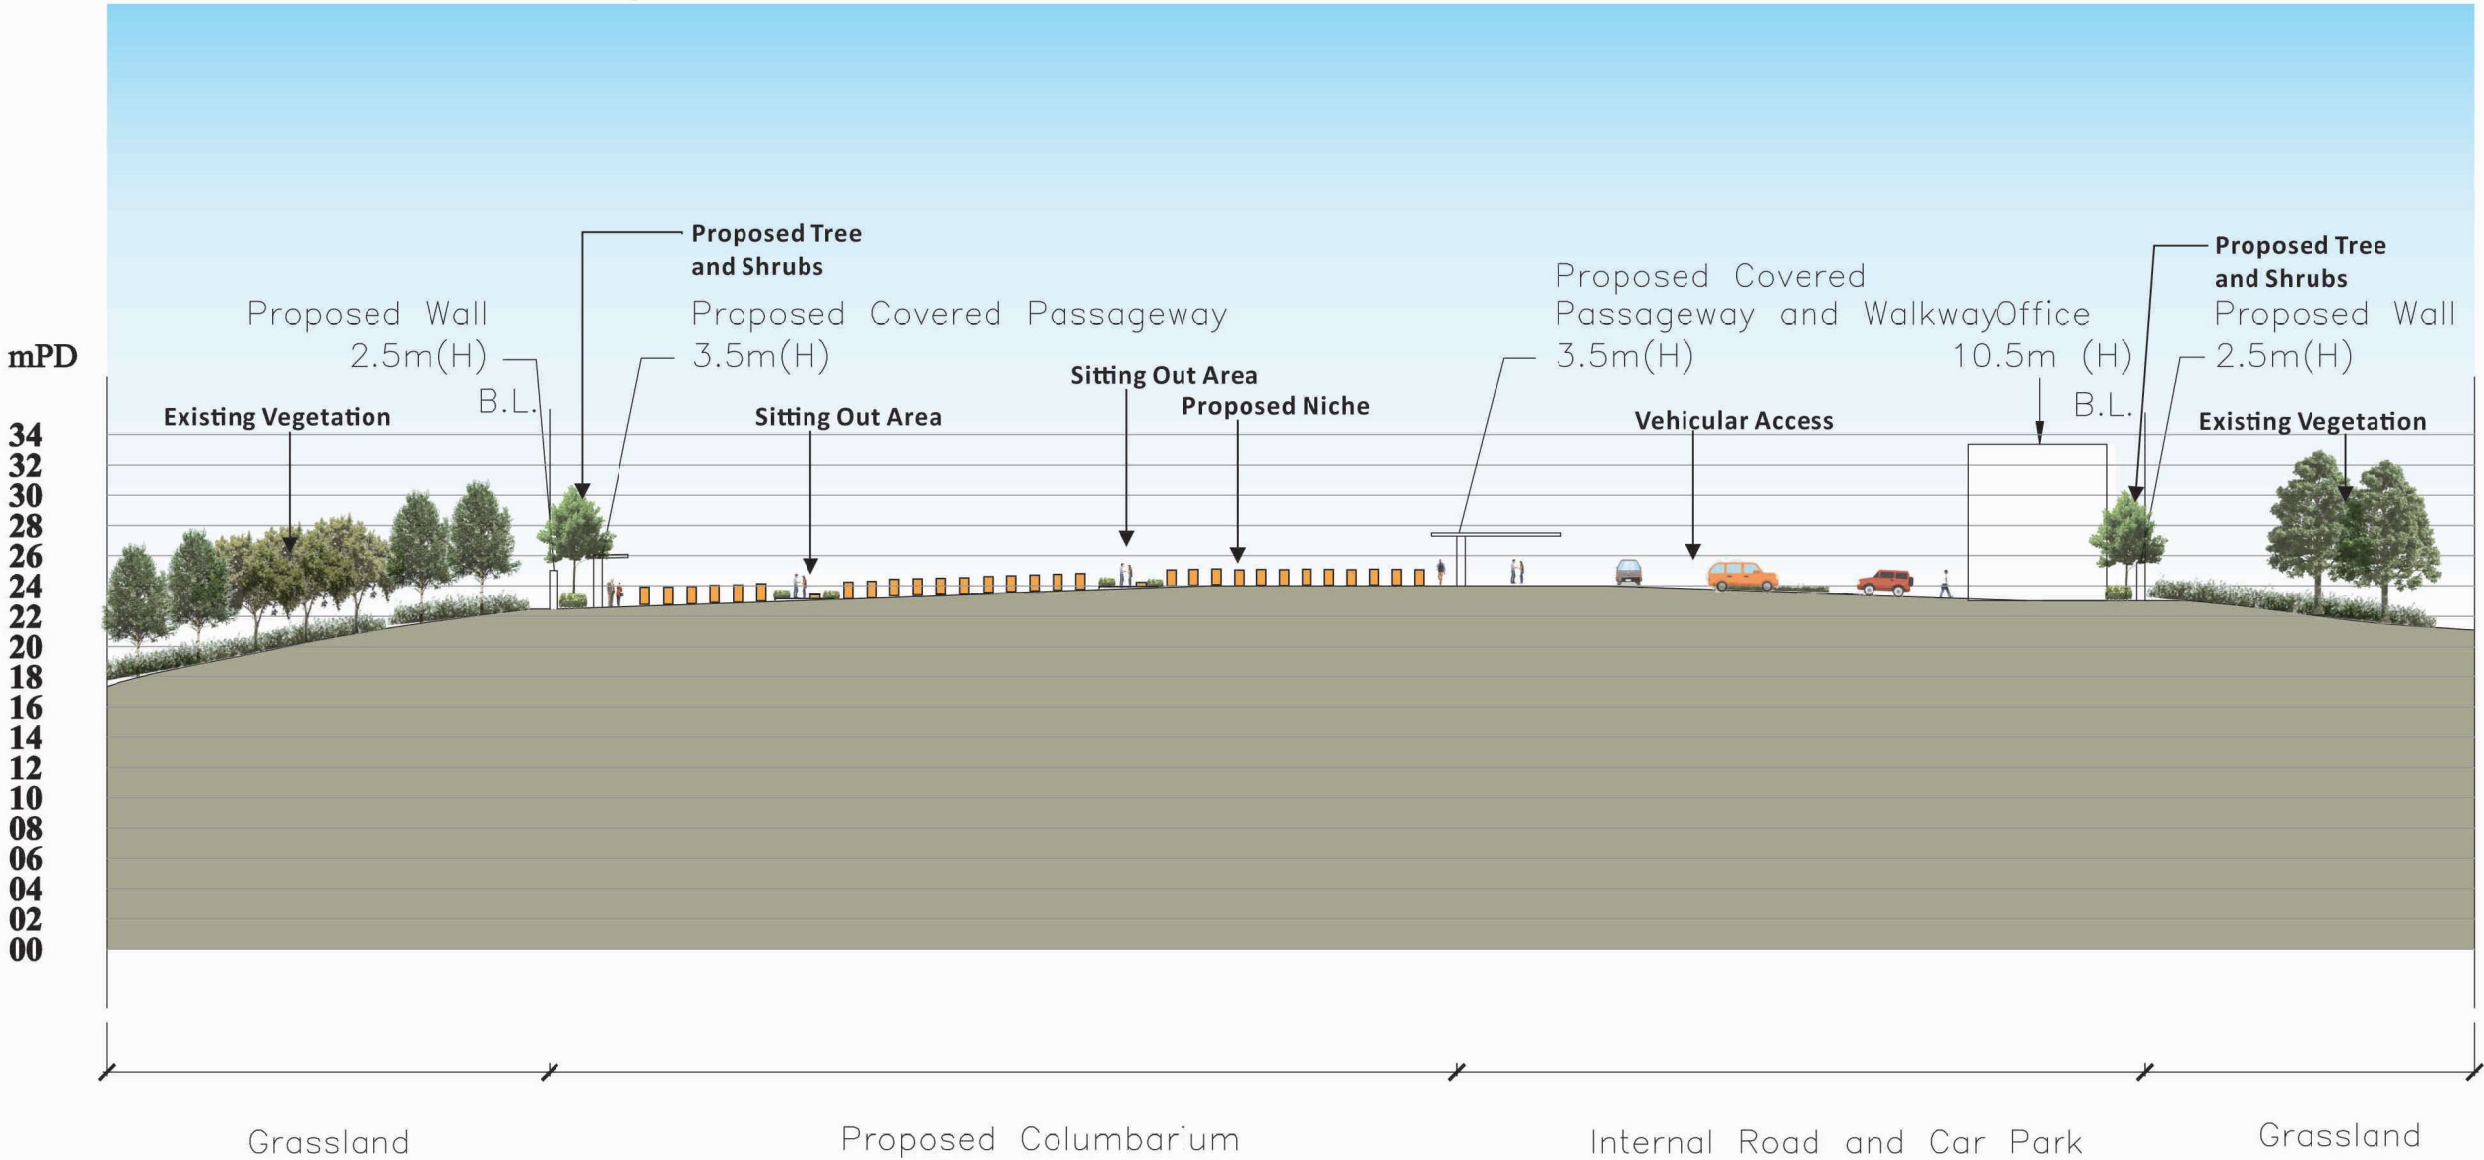 Proposed Tree
and Shrubs
Proposed Wall
2.5m(H)
B.L.
Proposed Covered Passageway
3.5m(H)
Proposed Covered
Passageway and Walkway
3.5m(H)
Office
10.5m (H)
Proposed Tree
and Shrubs
Proposed Wall
2.5m(H)
B.L.
mPD
Existing Vegetation
Sitting Out Area
Sitting Out Area
Proposed Niche
Vehicular Access
Existing Vegetation
34
32
30
28
26
24
22
20
18
16
14
12
10
08
06
04
02
00
Grassland
Proposed Columbarium
Internal Road and Car Park
Grassland